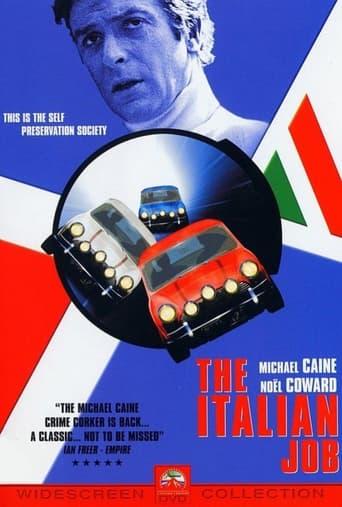 THIS IS THE SELF
PRESERVATION SOCIETY
MICHAEL CAINE
NOËL COWARD
THE
ITALIAN
JOB
"THE MICHAEL CAINE
CRIME CORKER IS BACK...
A CLASSIC... NOT TO BE MISSED"
IAN FREER - EMPIRE
★★★★★
WIDESCREEN DVD COLLECTION